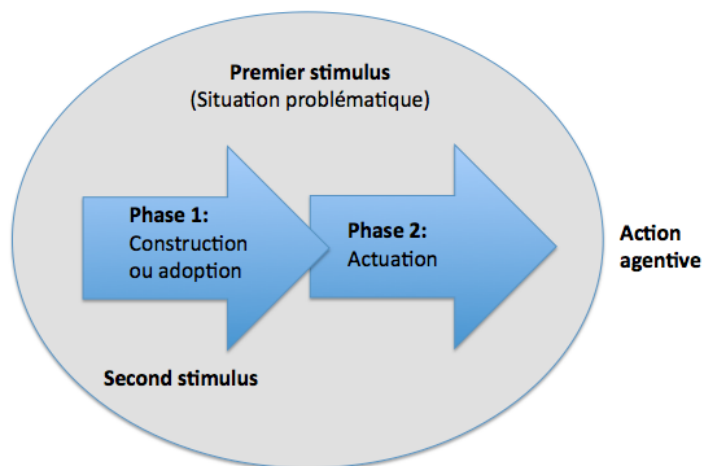 Premier stimulus
(Situation problématique)
Phase 1:
Construction
ou adoption
Phase 2:
Actuation
Action
agentive
Second stimulus